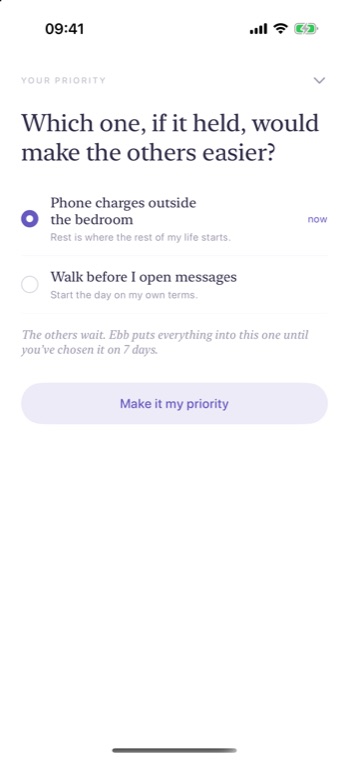 09:41
YOUR PRIORITY
Which one, if it held, would
make the others easier?
Phone charges outside
the bedroom
now
Rest is where the rest of my life starts.
Walk before I open messages
Start the day on my own terms.
The others wait. Ebb puts everything into this one until
you've chosen it on 7 days.
Make it my priority